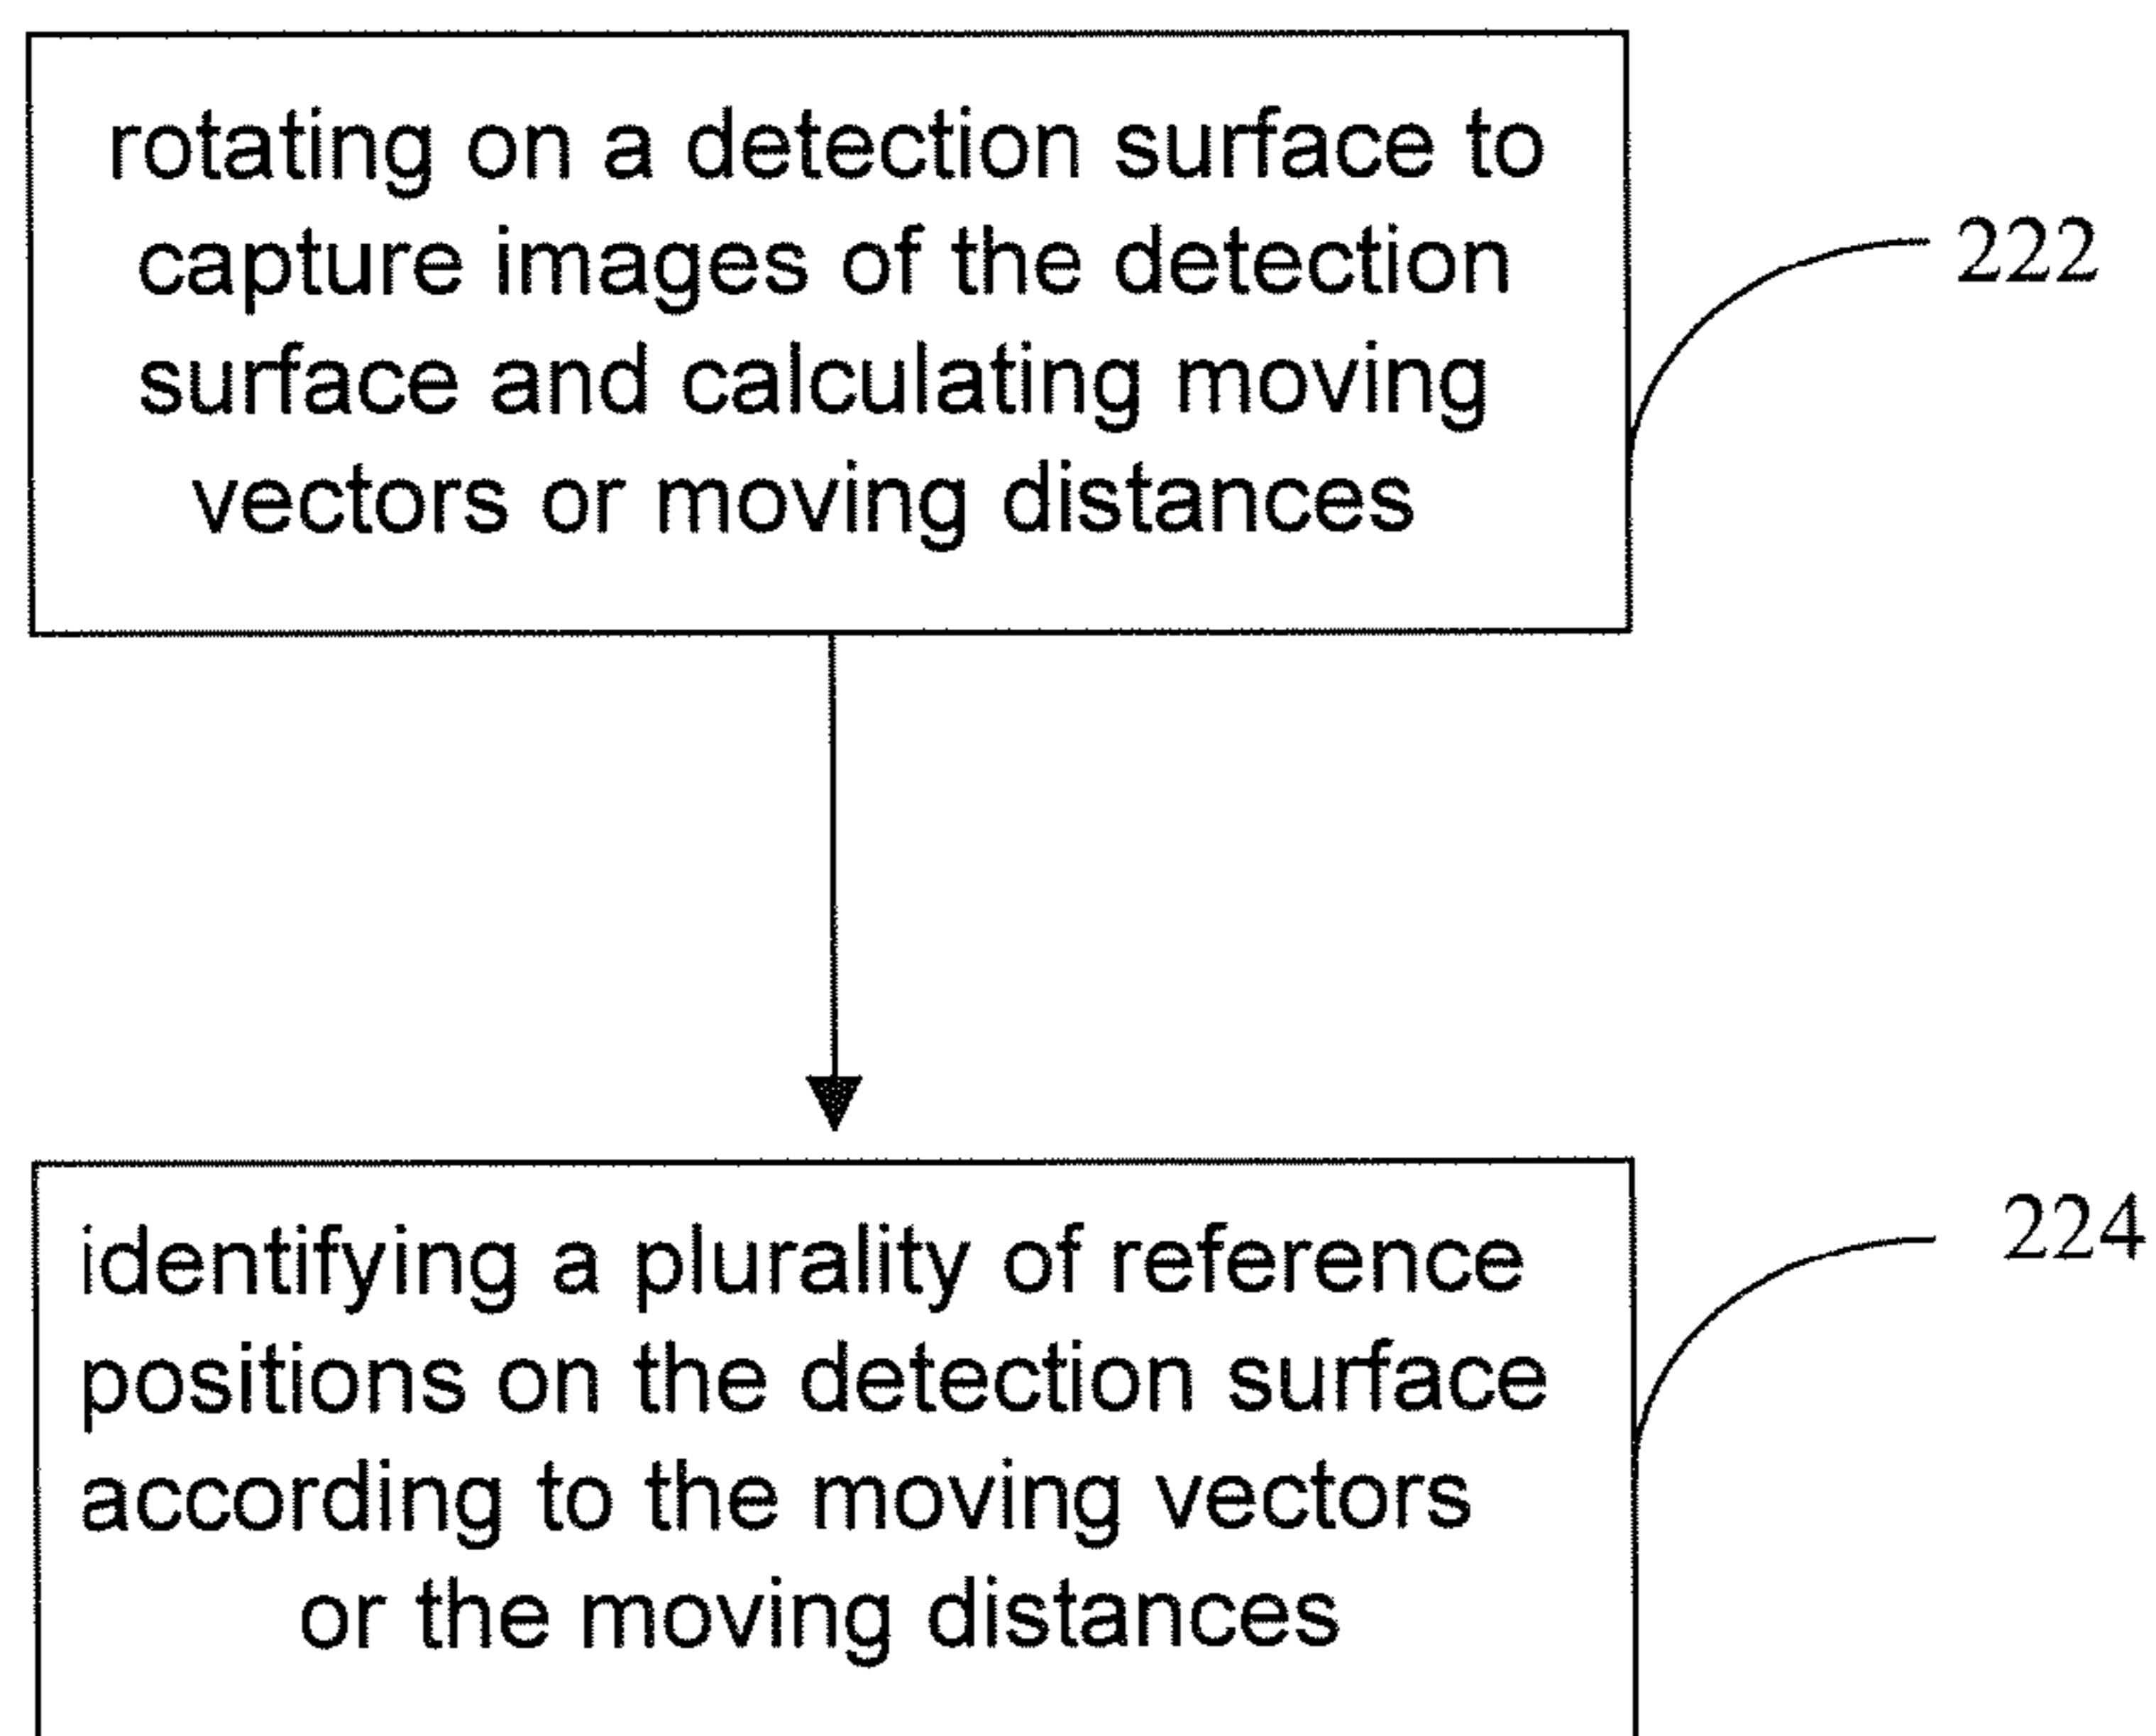 rotating on a detection surface to
capture images of the detection
surface and calculating moving
vectors or moving distances
222
identifying a plurality of reference
positions on the detection surface
according to the moving vectors
or the moving distances
224